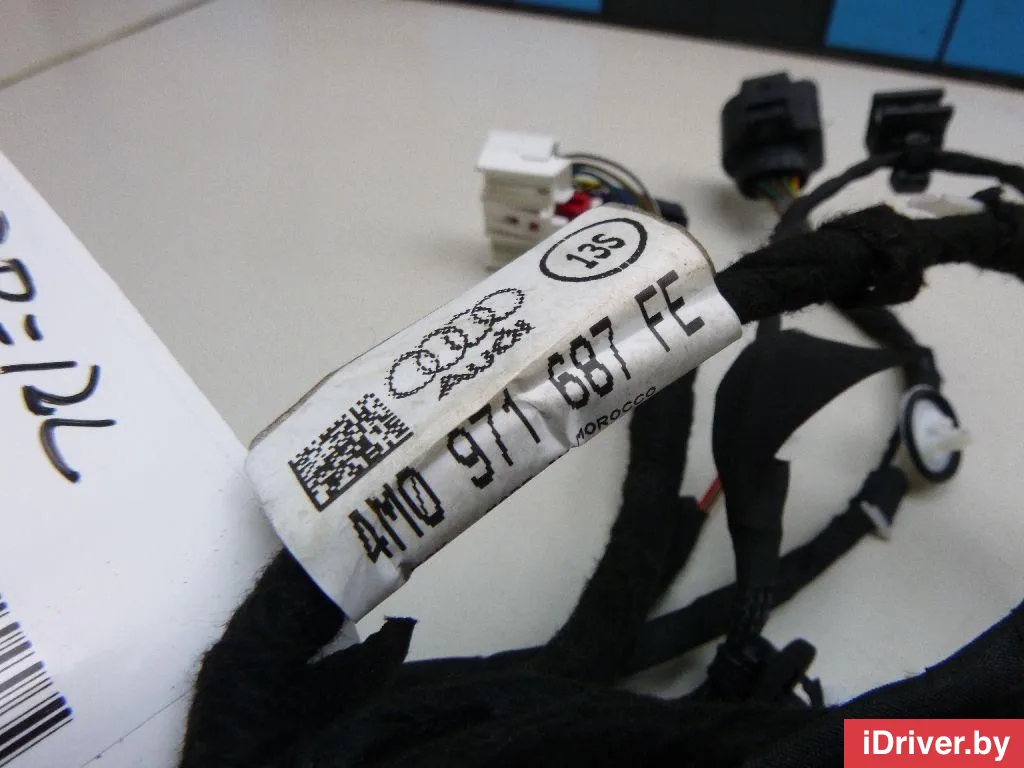 13S
Audi
4M0 971 687 FE
MOROCCO
iDriver.by